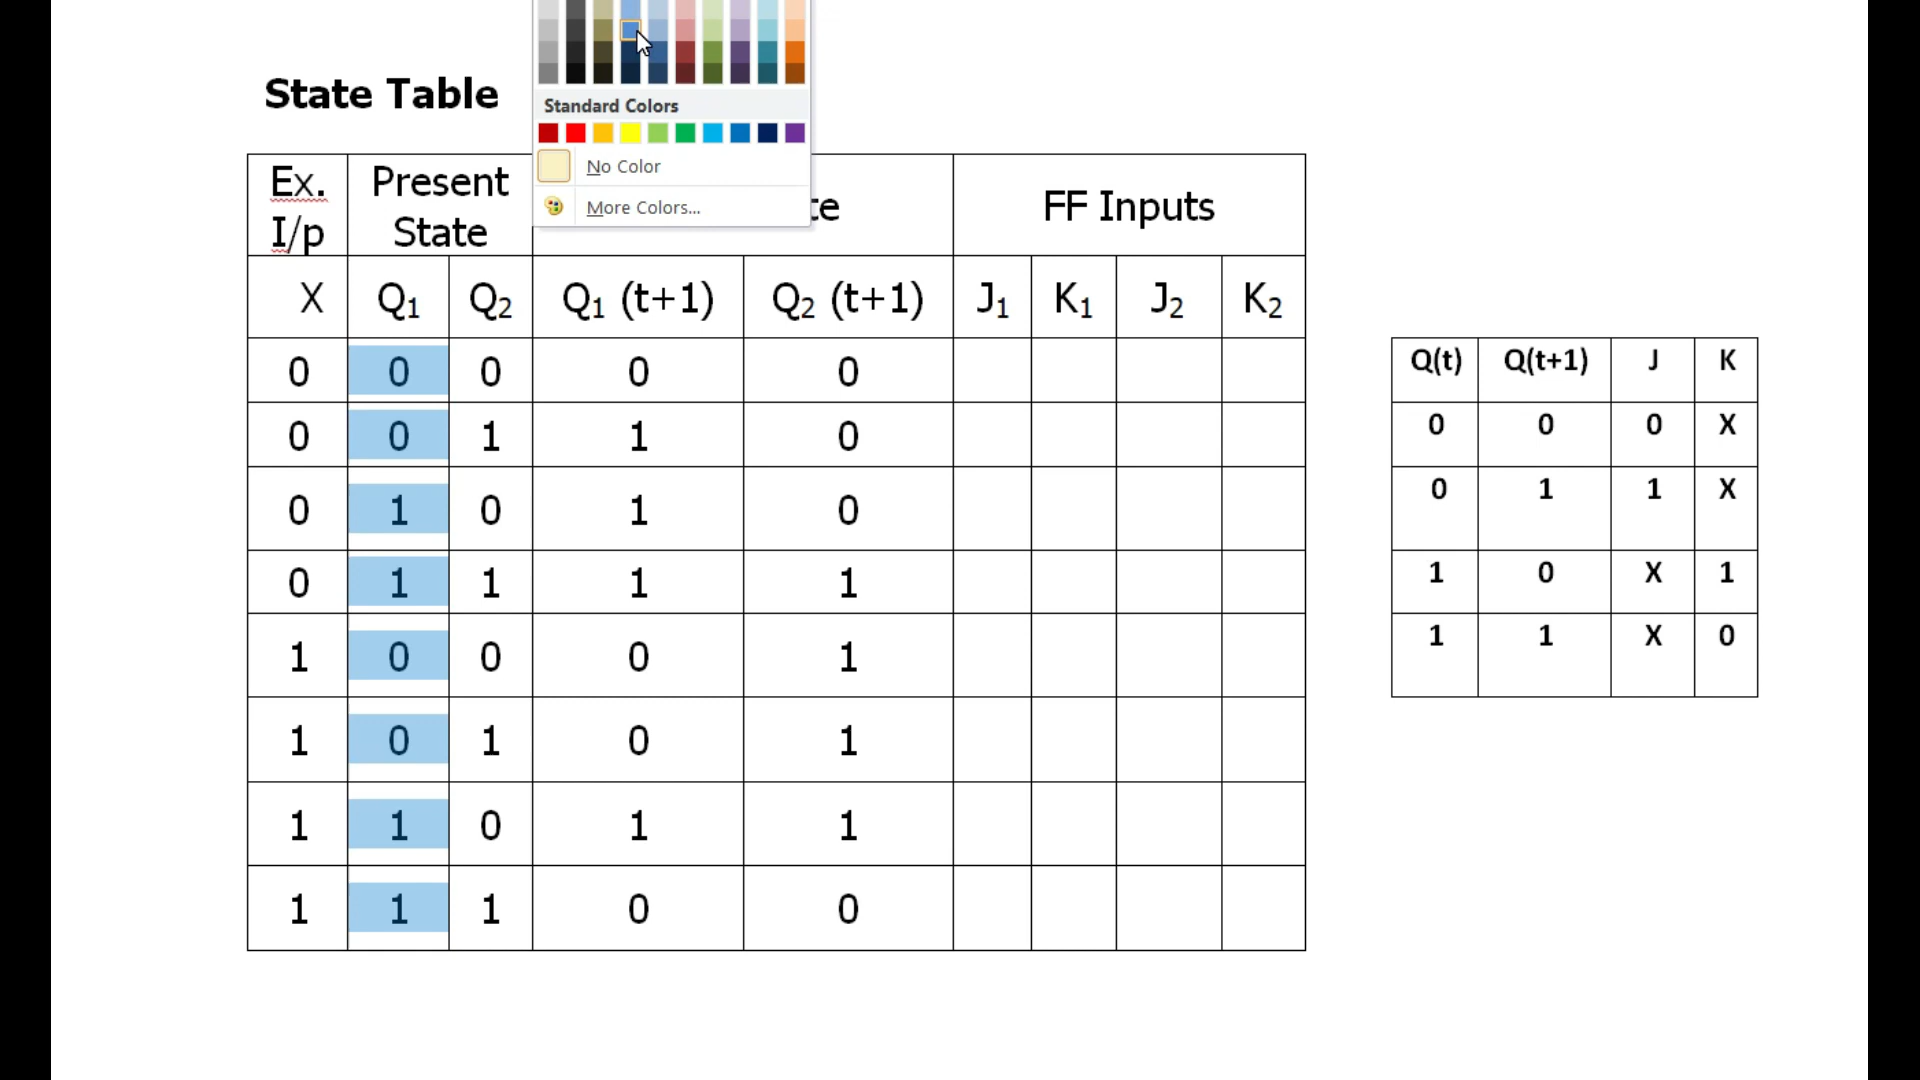 State Table
Standard Colors
No Color
More Colors...
Ex. I/p Present State te FF Inputs
X Q1 Q2 Q1 (t+1) Q2 (t+1) J1 K1 J2 K2
0 0 0 0 0
0 0 1 1 0
0 1 0 1 0
0 1 1 1 1
1 0 0 0 1
1 0 1 0 1
1 1 0 1 1
1 1 1 0 0
Q(t) Q(t+1) J K
0 0 0 X
0 1 1 X
1 0 X 1
1 1 X 0